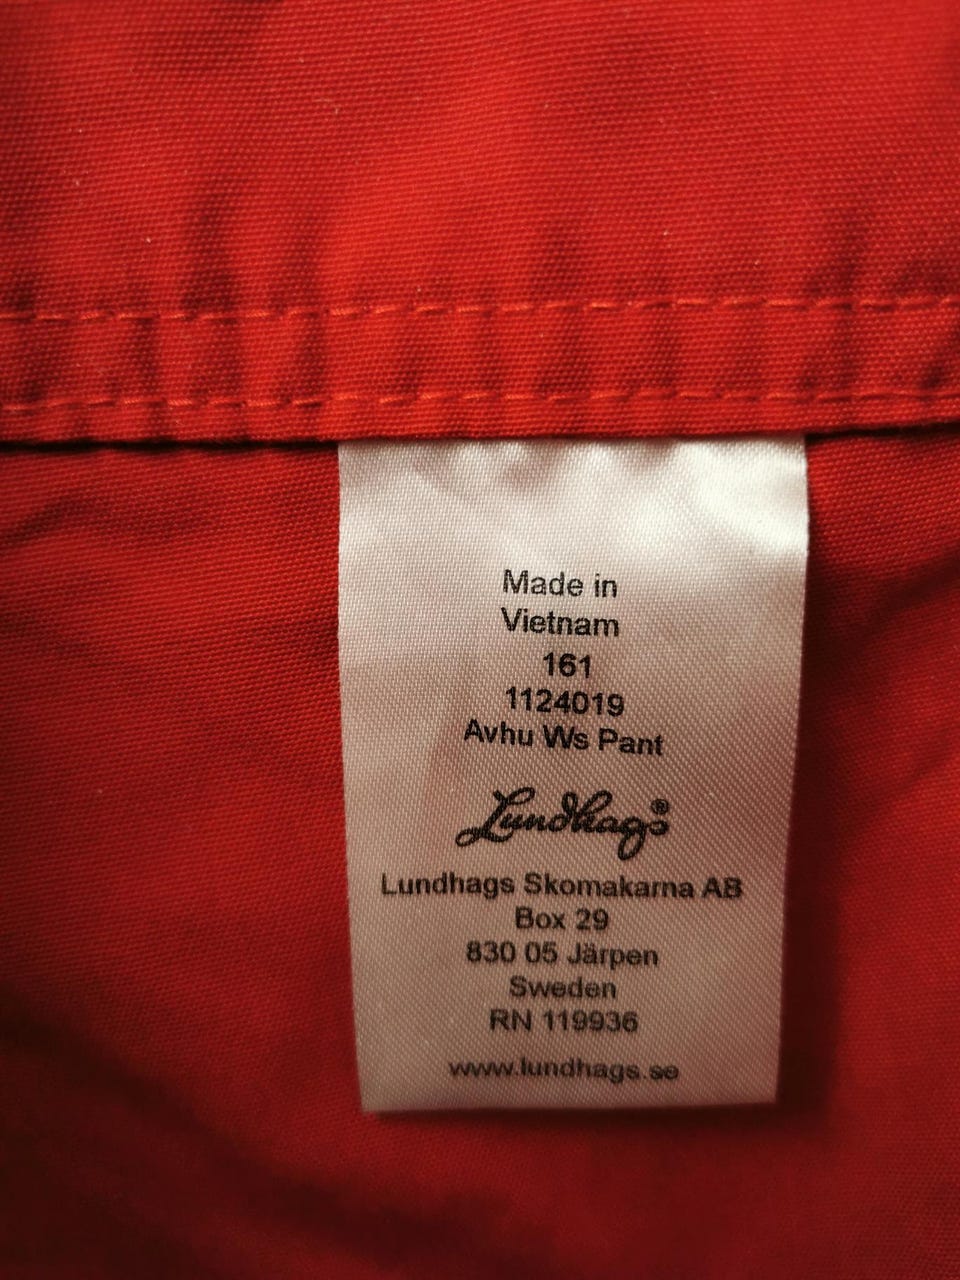 Made in
Vietnam
161
1124019
Avhu Ws Pant
Lundhags®
Lundhags Skomakarna AB
Box 29
830 05 Järpen
Sweden
RN 119936
www.lundhags.se